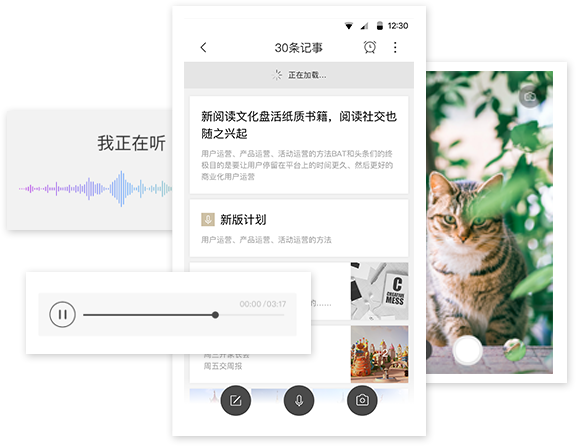 12:30
30条记事
正在加载...
我正在听
新阅读文化盘活纸质书籍，阅读社交也
随之兴起
用户运营、产品运营、活动运营的方法BAT和头条们的终
极目的是要让用户停留在平台上的时间更久、然后更好的
商业化用户运营
新版计划
用户运营、产品运营、活动运营的方法
00:00 /03:17
的......
C
CREATIVE
MESS
周三开家长会
周五交周报